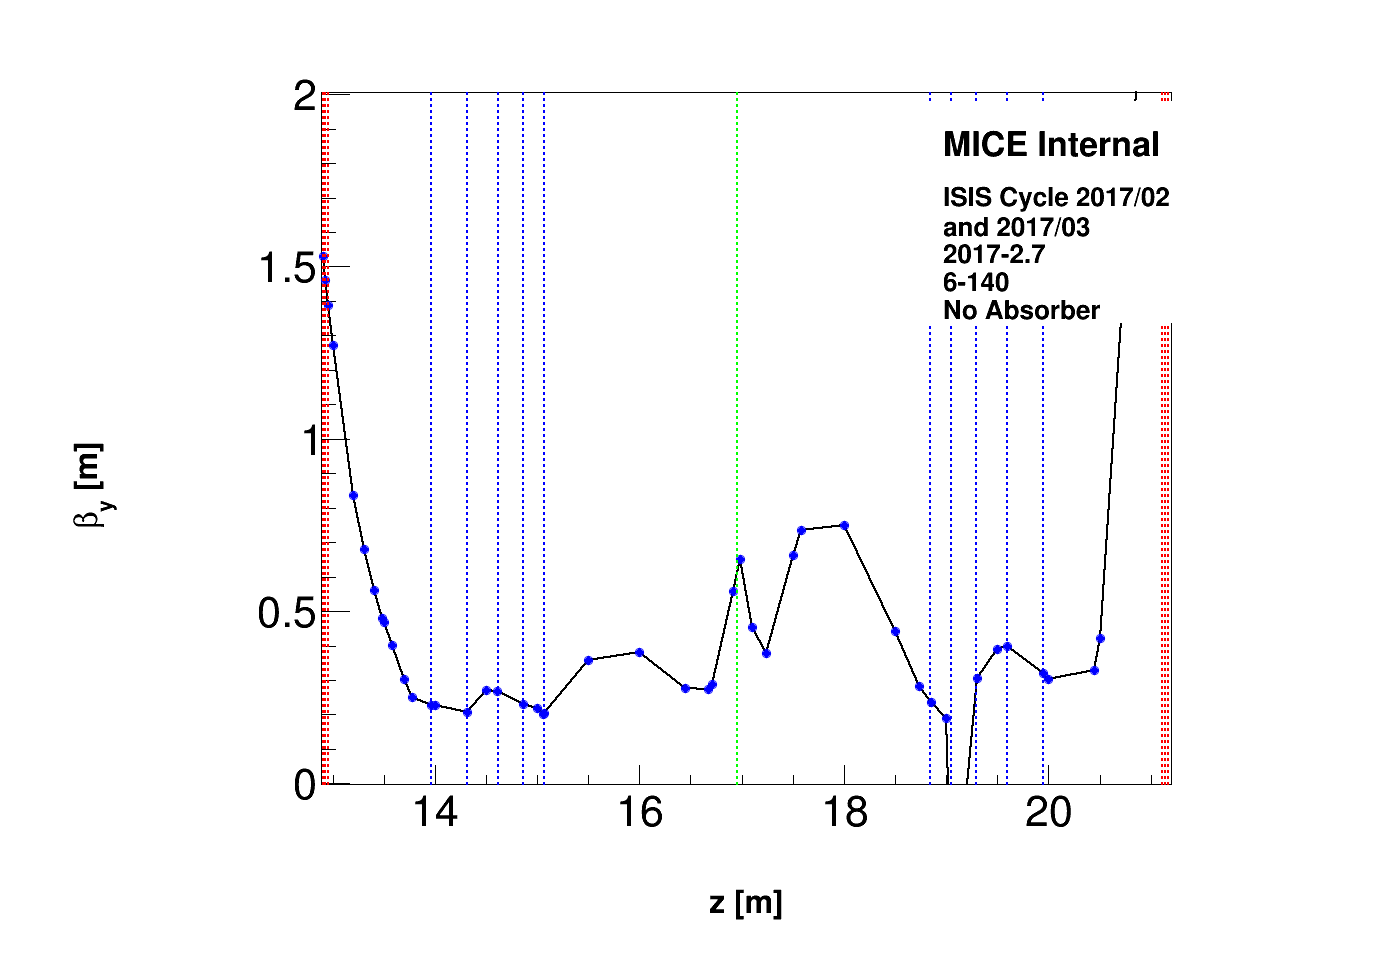 2
1.5
1
0.5
0
β_y [m]
14 16 18 20
z [m]
MICE Internal
ISIS Cycle 2017/02
and 2017/03
2017-2.7
6-140
No Absorber